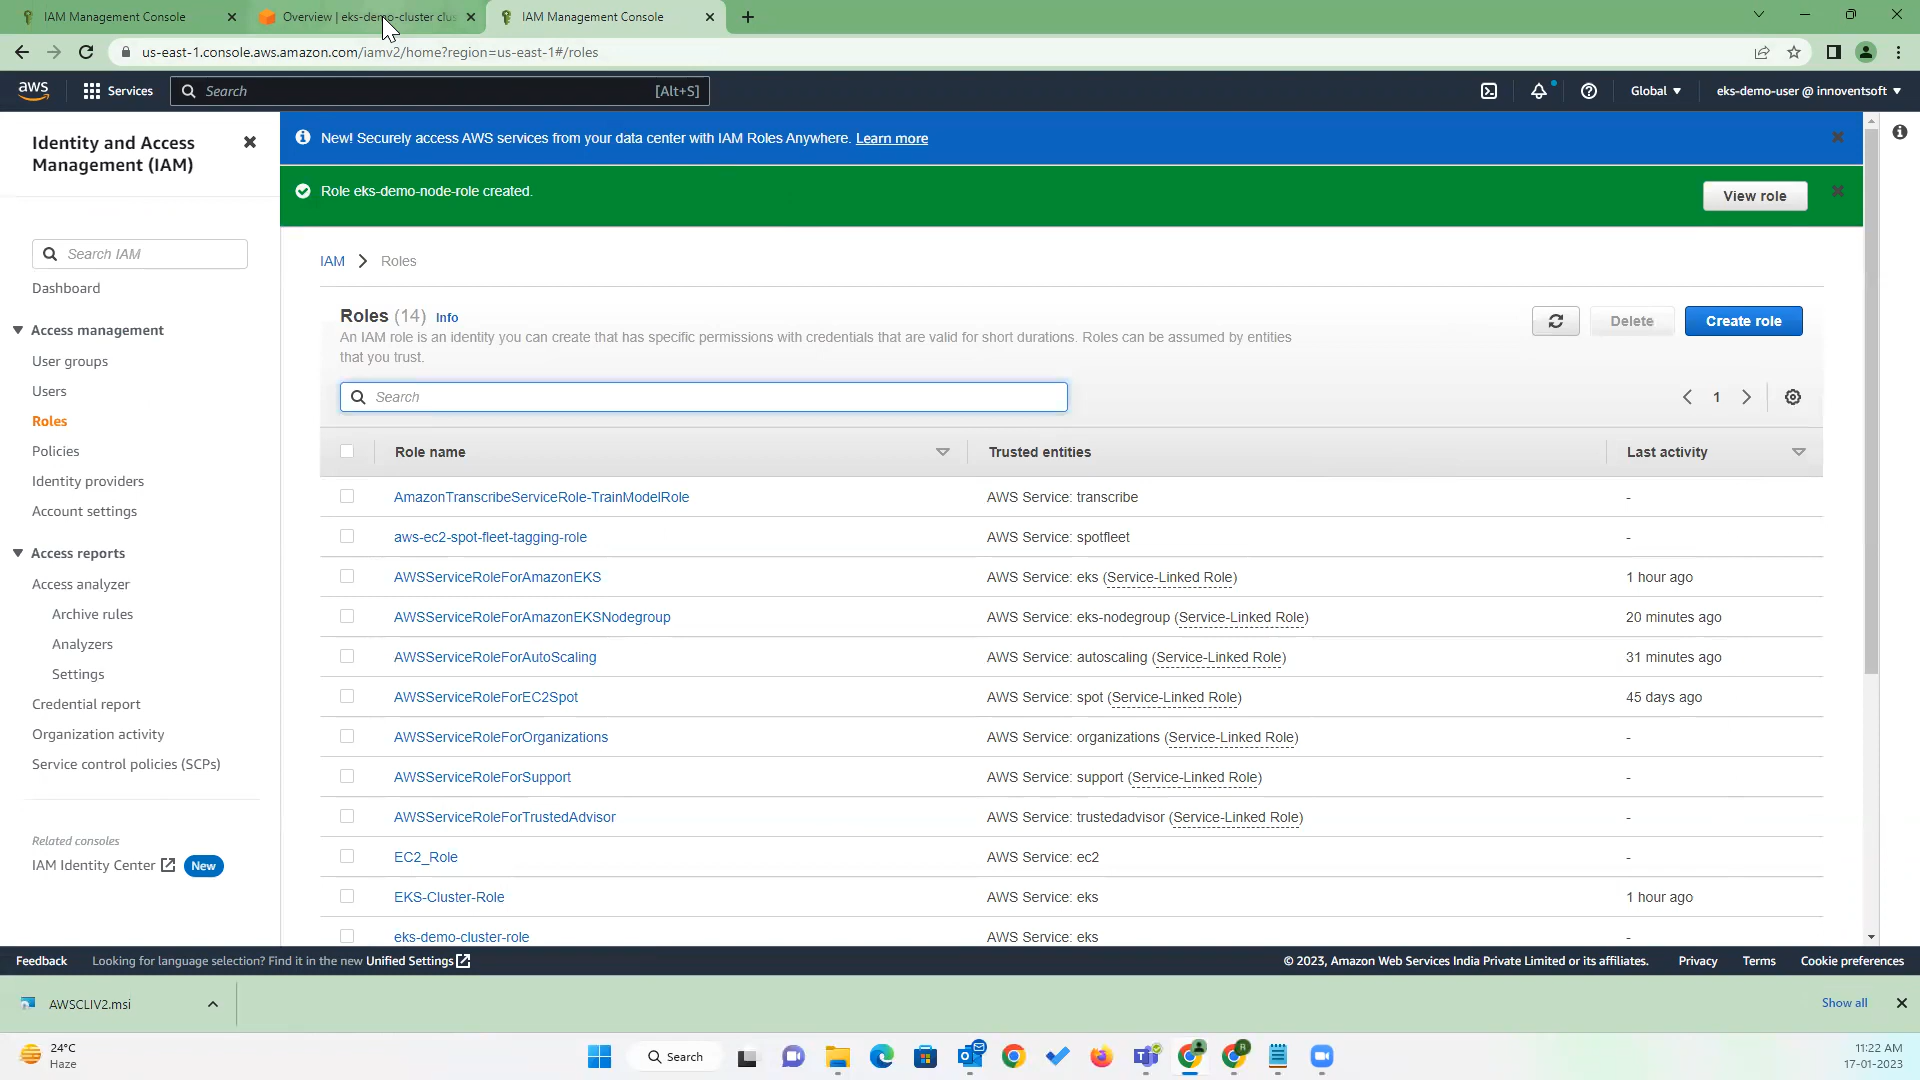 IAM Management Console
Overview | eks-demo-cluster clus
IAM Management Console
us-east-1.console.aws.amazon.com/iamv2/home?region=us-east-1#/roles
aws
Services
Search
[Alt+S]
Global
eks-demo-user @ innoventsoft
Identity and Access
Management (IAM)
Search IAM
Dashboard
Access management
User groups
Users
Roles
Policies
Identity providers
Account settings
Access reports
Access analyzer
Archive rules
Analyzers
Settings
Credential report
Organization activity
Service control policies (SCPs)
Related consoles
IAM Identity Center
New
New! Securely access AWS services from your data center with IAM Roles Anywhere. Learn more
Role eks-demo-node-role created.
View role
IAM > Roles
Roles (14) Info
An IAM role is an identity you can create that has specific permissions with credentials that are valid for short durations. Roles can be assumed by entities
that you trust.
Delete
Create role
Search
1
Role name Trusted entities Last activity
AmazonTranscribeServiceRole-TrainModelRole AWS Service: transcribe -
aws-ec2-spot-fleet-tagging-role AWS Service: spotfleet -
AWSServiceRoleForAmazonEKS AWS Service: eks (Service-Linked Role) 1 hour ago
AWSServiceRoleForAmazonEKSNodegroup AWS Service: eks-nodegroup (Service-Linked Role) 20 minutes ago
AWSServiceRoleForAutoScaling AWS Service: autoscaling (Service-Linked Role) 31 minutes ago
AWSServiceRoleForEC2Spot AWS Service: spot (Service-Linked Role) 45 days ago
AWSServiceRoleForOrganizations AWS Service: organizations (Service-Linked Role) -
AWSServiceRoleForSupport AWS Service: support (Service-Linked Role) -
AWSServiceRoleForTrustedAdvisor AWS Service: trustedadvisor (Service-Linked Role) -
EC2_Role AWS Service: ec2 -
EKS-Cluster-Role AWS Service: eks 1 hour ago
eks-demo-cluster-role AWS Service: eks -
Feedback
Looking for language selection? Find it in the new Unified Settings
© 2023, Amazon Web Services India Private Limited or its affiliates.
Privacy
Terms
Cookie preferences
AWSCLIV2.msi
Show all
24°C
Haze
Search
11:22 AM
17-01-2023